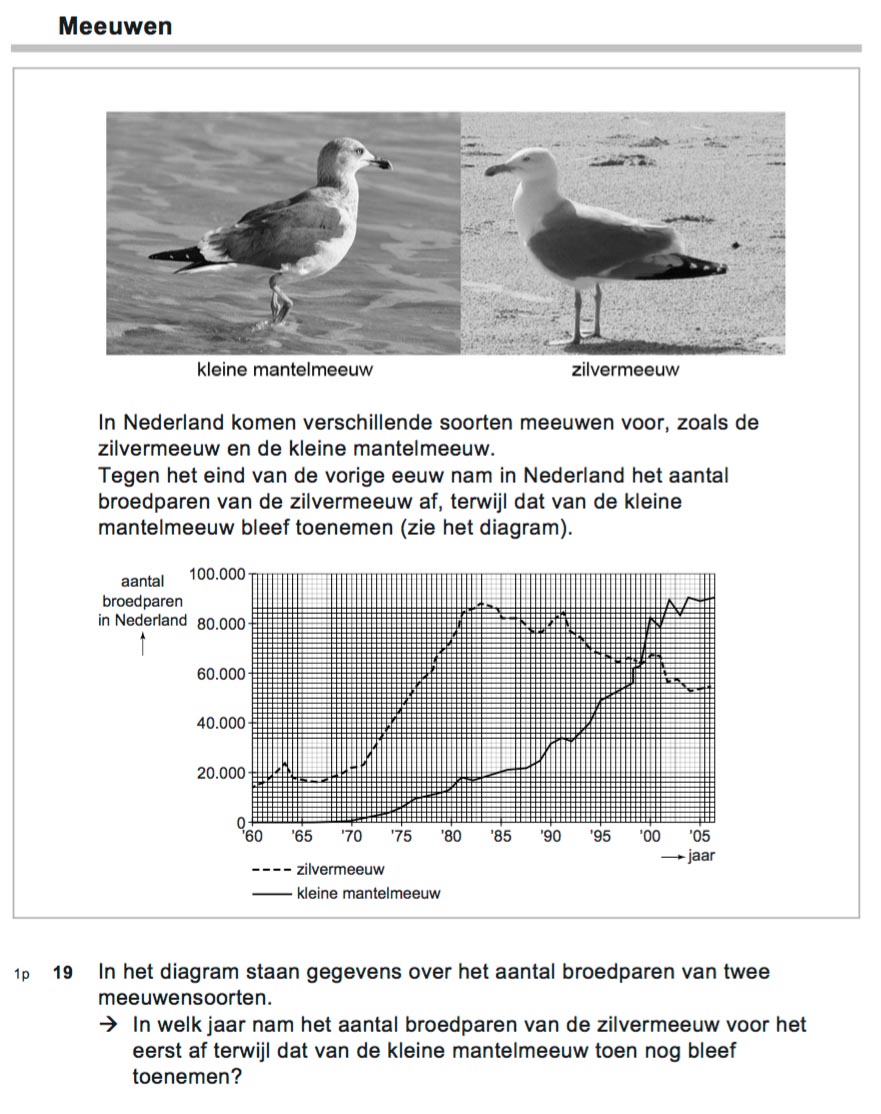 Meeuwen
kleine mantelmeeuw
zilvermeeuw
In Nederland komen verschillende soorten meeuwen voor, zoals de
zilvermeeuw en de kleine mantelmeeuw.
Tegen het eind van de vorige eeuw nam in Nederland het aantal
broedparen van de zilvermeeuw af, terwijl dat van de kleine
mantelmeeuw bleef toenemen (zie het diagram).
aantal
broedparen
in Nederland
100.000
80.000
60.000
40.000
20.000
0
'60 '65 '70 '75 '80 '85 '90 '95 '00 '05
jaar
zilvermeeuw
kleine mantelmeeuw
1p 19 In het diagram staan gegevens over het aantal broedparen van twee
meeuwensoorten.
→ In welk jaar nam het aantal broedparen van de zilvermeeuw voor het
eerst af terwijl dat van de kleine mantelmeeuw toen nog bleef
toenemen?